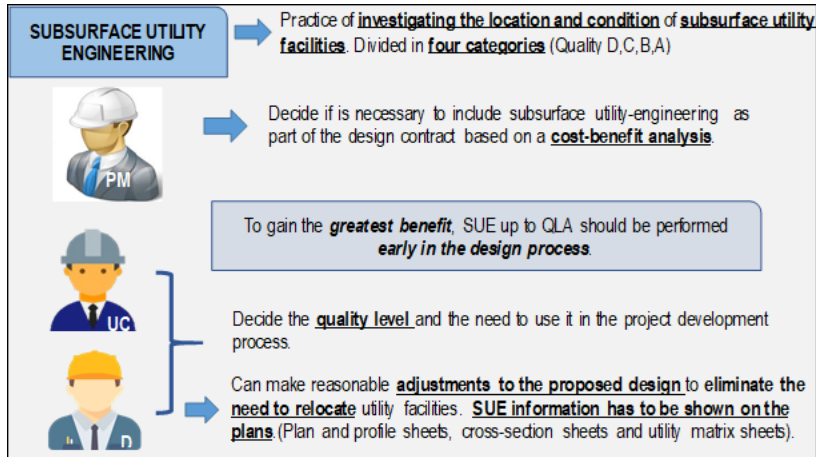 SUBSURFACE UTILITY
ENGINEERING
Practice of investigating the location and condition of subsurface utility
facilities. Divided in four categories (Quality D,C,B,A)
PM
Decide if is necessary to include subsurface utility-engineering as
part of the design contract based on a cost-benefit analysis.
To gain the greatest benefit, SUE up to QLA should be performed
early in the design process.
UC
Decide the quality level and the need to use it in the project development
process.
D
Can make reasonable adjustments to the proposed design to eliminate the
need to relocate utility facilities. SUE information has to be shown on the
plans.(Plan and profile sheets, cross-section sheets and utility matrix sheets).